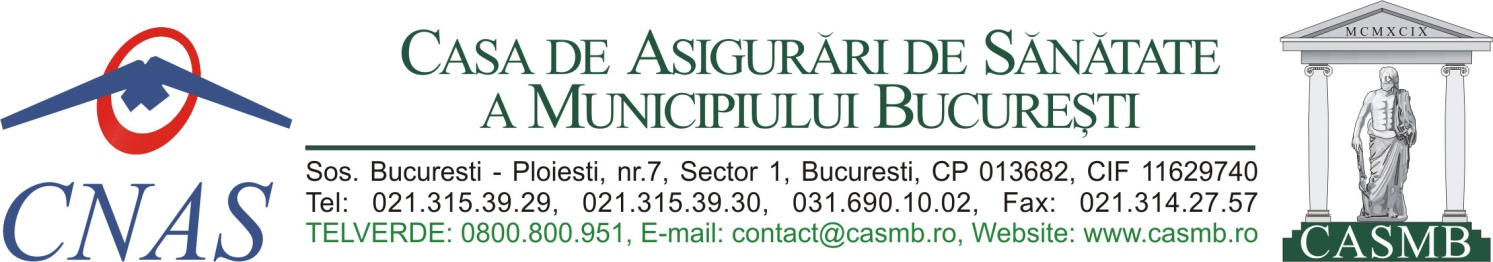 CNAS
CASA DE ASIGURĂRI DE SĂNĂTATE
A MUNICIPIULUI BUCUREȘTI
Sos. Bucuresti - Ploiesti, nr.7, Sector 1, Bucuresti, CP 013682, CIF 11629740
Tel: 021.315.39.29, 021.315.39.30, 031.690.10.02, Fax: 021.314.27.57
TELVERDE: 0800.800.951, E-mail: contact@casmb.ro, Website: www.casmb.ro
MCMXCIX
CASMB